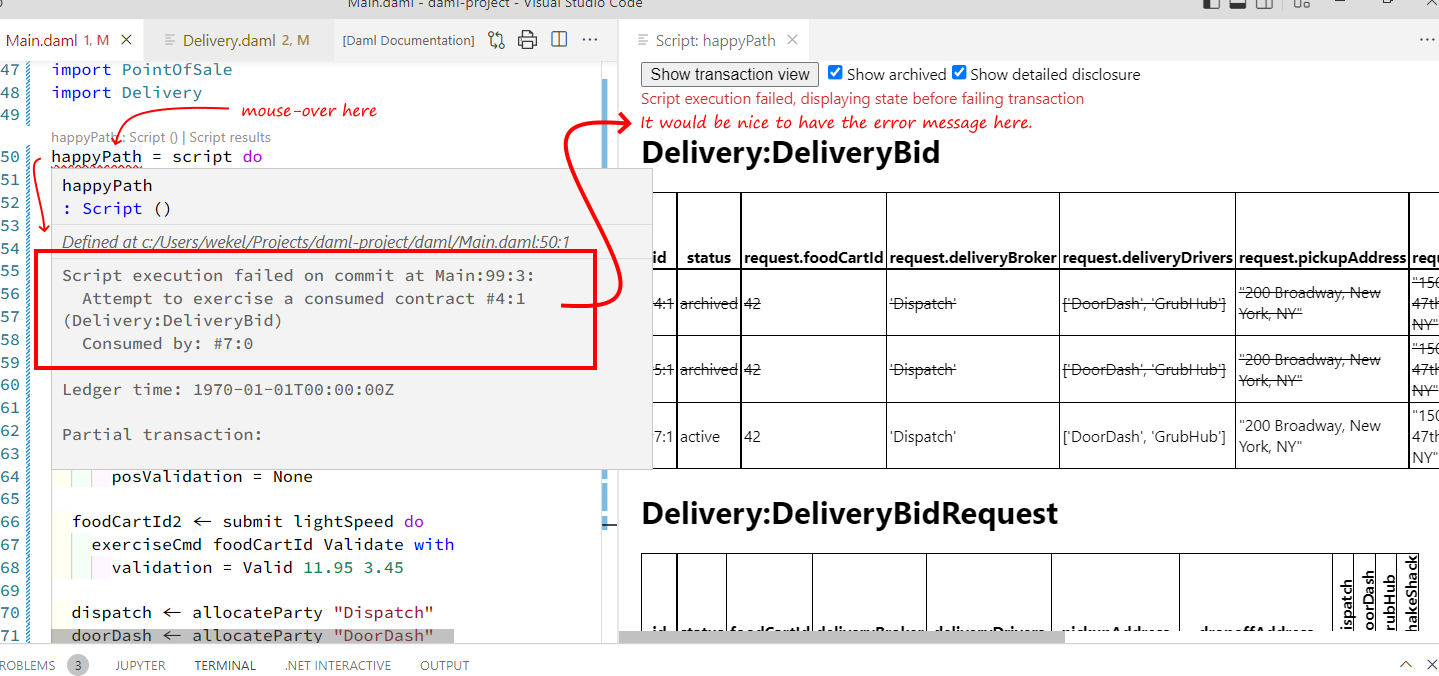 Main.daml - daml-project - Visual Studio Code
Main.daml 1, M
Delivery.daml 2, M
[Daml Documentation]
Script: happyPath
47 import PointOfSale
48 import Delivery
49
mouse-over here
happyPath : Script () | Script results
50 happyPath = script do
51
52
53
54
55
56
57
58
59
60
61
62
63
happyPath
: Script ()
Defined at c:/Users/wekel/Projects/daml-project/daml/Main.daml:50:1
Script execution failed on commit at Main:99:3:
Attempt to exercise a consumed contract #4:1
(Delivery:DeliveryBid)
Consumed by: #7:0
Ledger time: 1970-01-01T00:00:00Z
Partial transaction:
64 posValidation = None
65
66 foodCartId2 <- submit lightSpeed do
67 exerciseCmd foodCartId Validate with
68 validation = Valid 11.95 3.45
69
70 dispatch <- allocateParty "Dispatch"
71 doorDash <- allocateParty "DoorDash"
Show transaction view Show archived Show detailed disclosure
Script execution failed, displaying state before failing transaction
It would be nice to have the error message here.
Delivery:DeliveryBid
id status request.foodCartId request.deliveryBroker request.deliveryDrivers request.pickupAddress requ
4:1 archived 42 'Dispatch' ['DoorDash', 'GrubHub'] "200 Broadway, New York, NY" "150 47th NY"
5:1 archived 42 'Dispatch' ['DoorDash', 'GrubHub'] "200 Broadway, New York, NY" "150 47th NY"
7:1 active 42 'Dispatch' ['DoorDash', 'GrubHub'] "200 Broadway, New York, NY" "150 47th NY"
Delivery:DeliveryBidRequest
id status foodCartId deliveryBroker deliveryDrivers pickupAddress dropoffAddress ispatch oorDash rubHub hakeShack
ROBLEMS 3 JUPYTER TERMINAL .NET INTERACTIVE OUTPUT